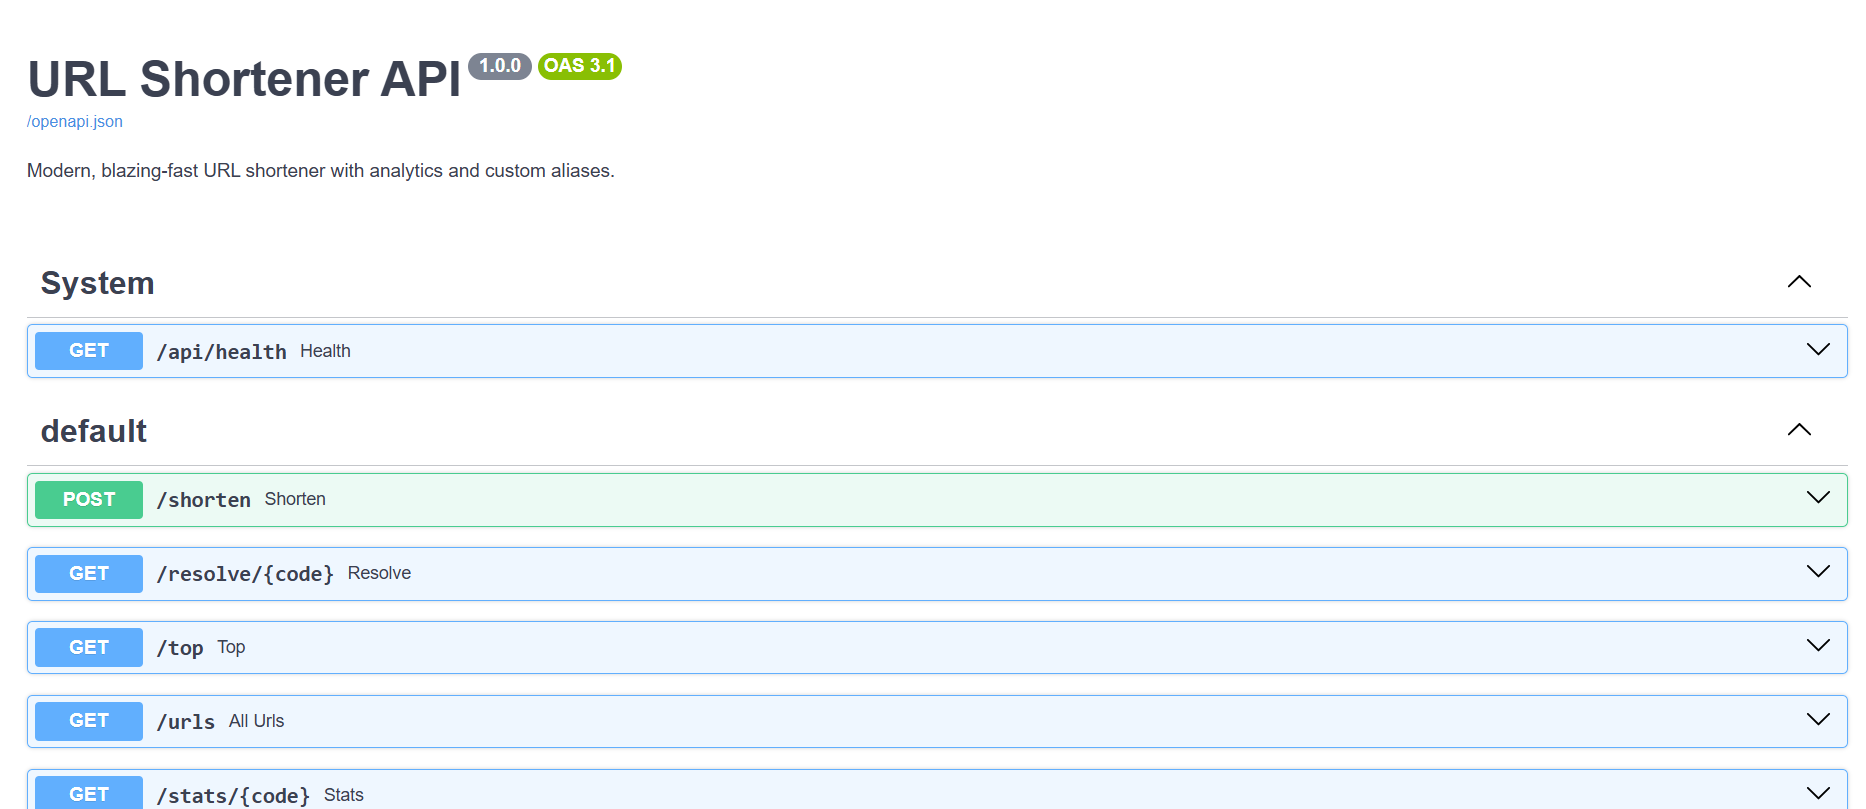 URL Shortener API 1.0.0 OAS 3.1
/openapi.json
Modern, blazing-fast URL shortener with analytics and custom aliases.
System
GET /api/health Health
default
POST /shorten Shorten
GET /resolve/{code} Resolve
GET /top Top
GET /urls All Urls
GET /stats/{code} Stats